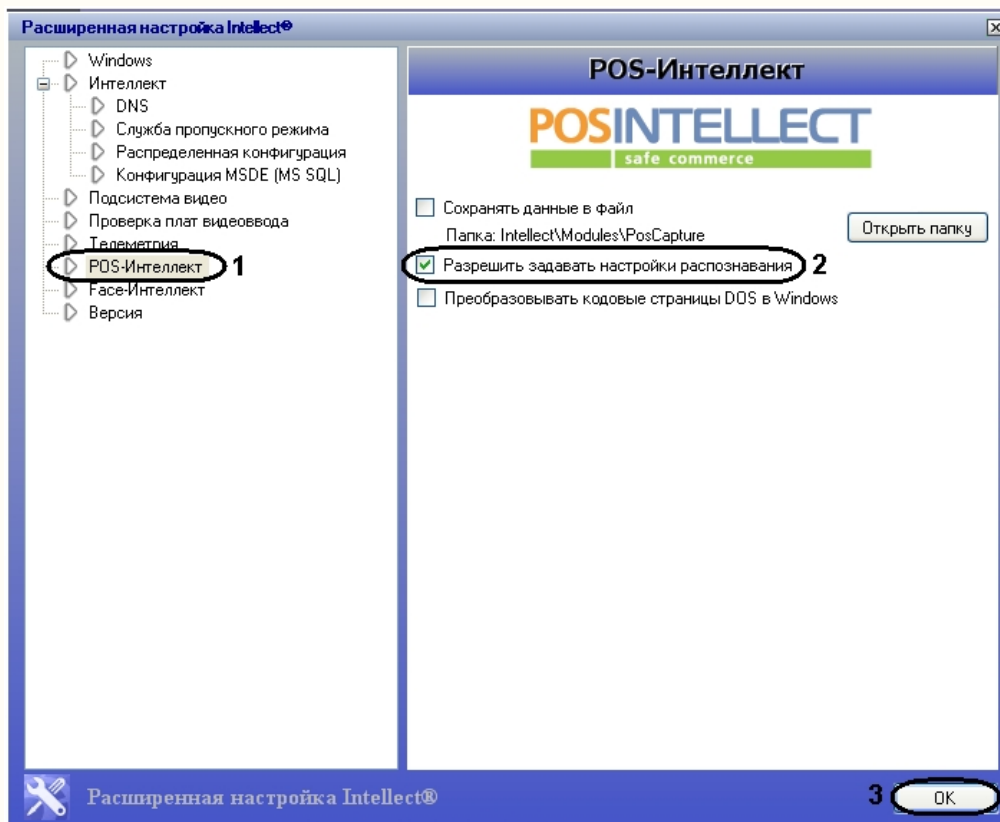 Расширенная настройка Intellect®
Windows
Интеллект
DNS
Служба пропускного режима
Распределенная конфигурация
Конфигурация MSDE (MS SQL)
Подсистема видео
Проверка плат видеоввода
Телеметрия
POS-Интеллект 1
Face-Интеллект
Версия
POS-Интеллект
POSINTELLECT
safe commerce
Сохранять данные в файл
Папка: Intellect\Modules\PosCapture
Открыть папку
Разрешить задавать настройки распознавания 2
Преобразовывать кодовые страницы DOS в Windows
Расширенная настройка Intellect®
3 OK